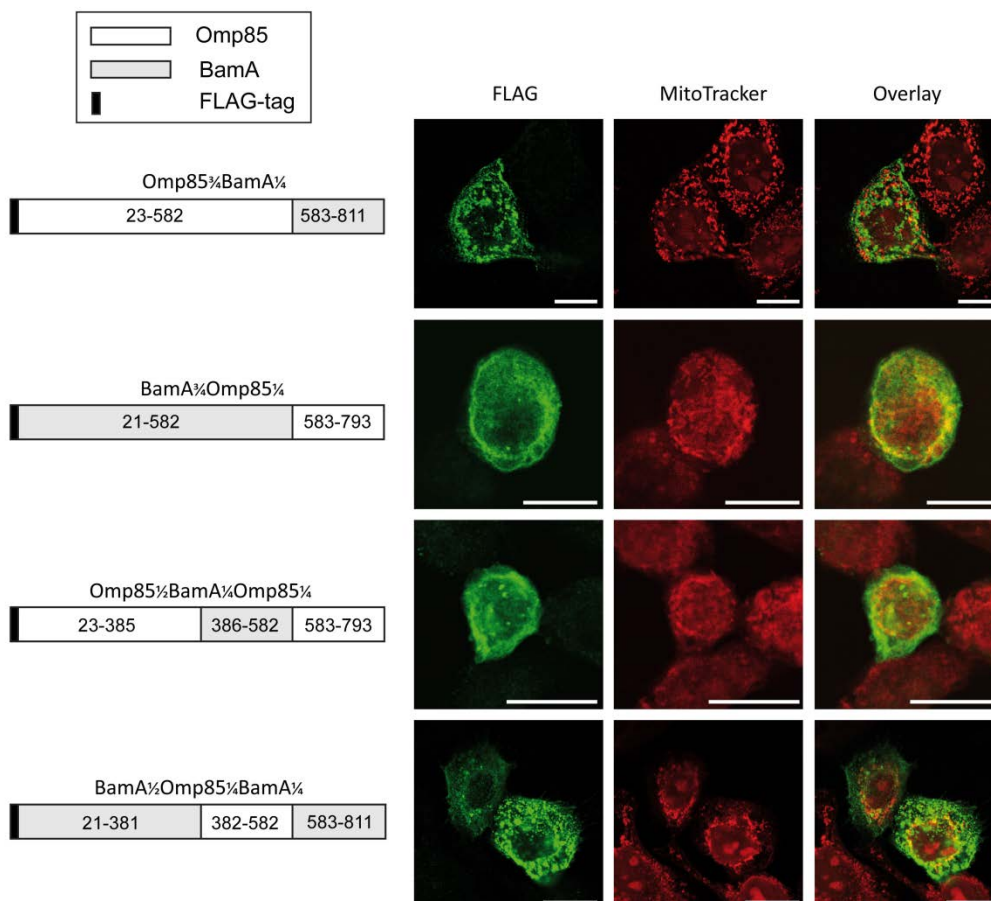 Omp85
BamA
FLAG-tag
FLAG MitoTracker Overlay
Omp85¾BamA¼
23-582 583-811
BamA¾Omp85¼
21-582 583-793
Omp85½BamA¼Omp85¼
23-385 386-582 583-793
BamA½Omp85¼BamA¼
21-381 382-582 583-811